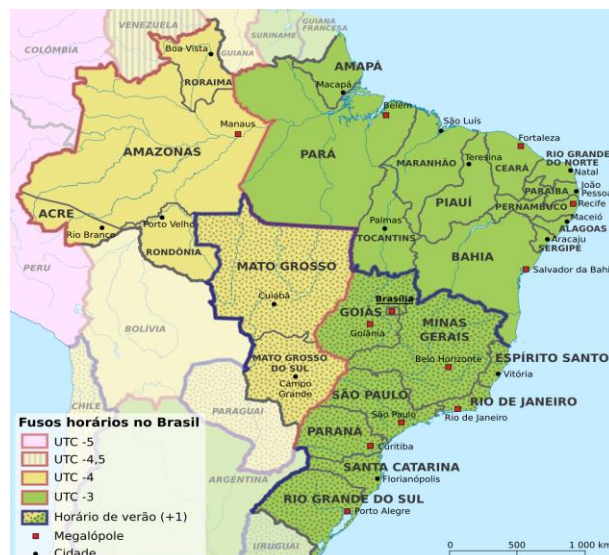 VENEZUELA
GUIANA
SURINAME
GUIANA
FRANCESA
COLÔMBIA
Boa-Vista
RORAIMA
AMAPÁ
Macapá
Belém
São Luís
Manaus
AMAZONAS
PARÁ
MARANHÃO
Teresina
Fortaleza
CEARÁ
RIO GRANDE
DO NORTE
Natal
PARAÍBA
João
Pessoa
PIAUÍ
PERNAMBUCO
Recife
ACRE
Rio Branco
Porto Velho
RONDÔNIA
Palmas
TOCANTINS
Maceió
ALAGOAS
Aracaju
SERGIPE
PERU
MATO GROSSO
Cuiabá
BAHIA
Salvador da Bahi
BOLÍVIA
GOIÁS
Brasília
Goiânia
MINAS
GERAIS
Belo Horizonte
MATO GROSSO
DO SUL
Campo
Grande
ESPÍRITO SANTO
Vitória
CHILE
PARAGUAI
SÃO PAULO
São Paulo
RIO DE JANEIRO
Rio de Janeiro
PARANÁ
Curitiba
SANTA CATARINA
Florianópolis
ARGENTINA
RIO GRANDE DO SUL
Porto Alegre
URUGUAI
Fusos horários no Brasil
UTC -5
UTC -4,5
UTC -4
UTC -3
Horário de verão (+1)
Megalópole
Cidade
0 500 1 000 km